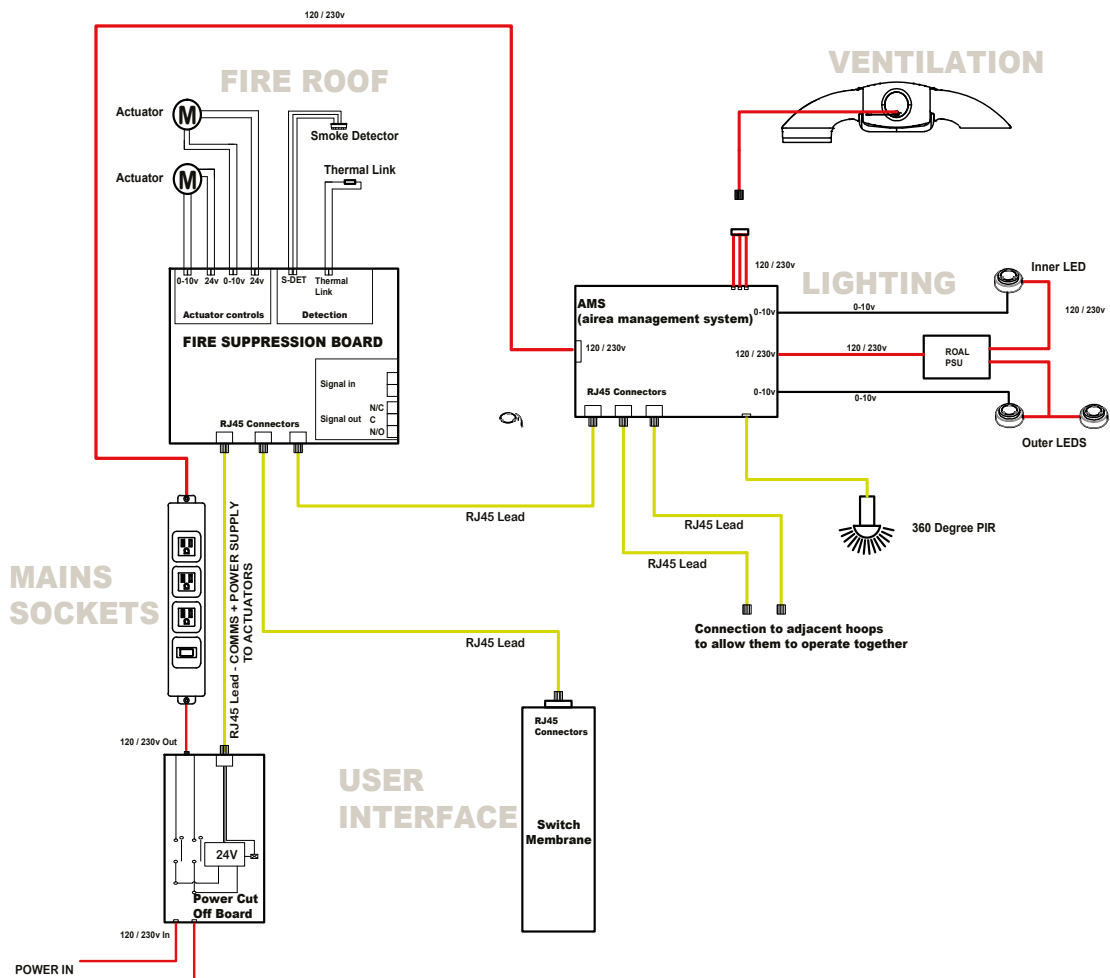 120 / 230v
FIRE ROOF
VENTILATION
Actuator
M
Smoke Detector
Actuator
M
Thermal Link
0-10v
24v
0-10v
24v
S-DET
Thermal
Link
Actuator controls
Detection
FIRE SUPPRESSION BOARD
Signal in
Signal out
N/C
C
N/O
RJ45 Connectors
120 / 230v
LIGHTING
Inner LED
AMS
(airea management system)
0-10v
0-10v
120 / 230v
120 / 230v
120 / 230v
120 / 230v
ROAL
PSU
RJ45 Connectors
0-10v
0-10v
Outer LEDS
RJ45 Lead
RJ45 Lead
RJ45 Lead
360 Degree PIR
Connection to adjacent hoops
to allow them to operate together
MAINS
SOCKETS
RJ45 Lead - COMMS + POWER SUPPLY
TO ACTUATORS
RJ45 Lead
120 / 230v Out
24V
Power Cut
Off Board
120 / 230v In
POWER IN
USER
INTERFACE
RJ45
Connectors
Switch
Membrane